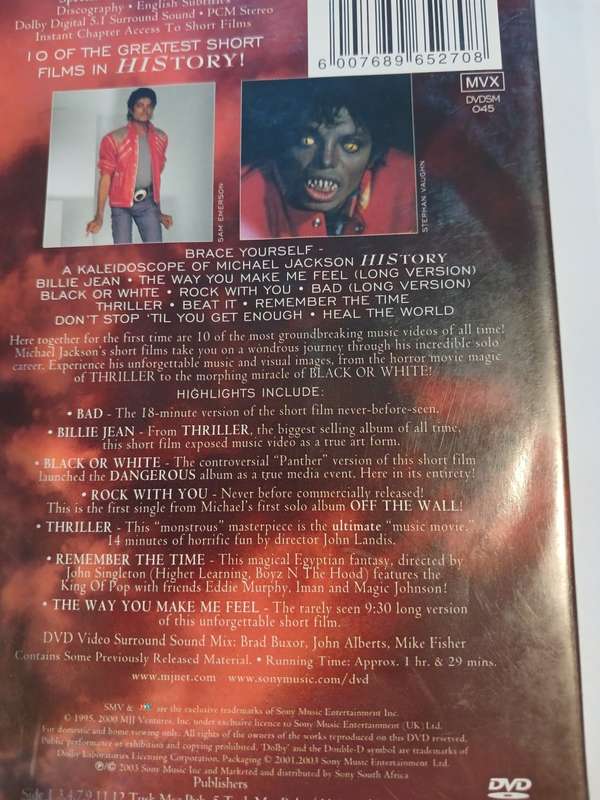 Discography • English Subtitles
Dolby Digital 5.1 Surround Sound • PCM Stereo
Instant Chapter Access To Short Films
10 OF THE GREATEST SHORT
FILMS IN HISTORY!
6 007689 652708
MVX
DVDSM
045
SAM EMERSON
STEPHAN VAUGHN
BRACE YOURSELF -
A KALEIDOSCOPE OF MICHAEL JACKSON HISTORY
BILLIE JEAN • THE WAY YOU MAKE ME FEEL (LONG VERSION)
BLACK OR WHITE • ROCK WITH YOU • BAD (LONG VERSION)
THRILLER • BEAT IT • REMEMBER THE TIME
DON'T STOP 'TIL YOU GET ENOUGH • HEAL THE WORLD
Here together for the first time are 10 of the most groundbreaking music videos of all time!
Michael Jackson's short films take you on a wondrous journey through his incredible solo
career. Experience his unforgettable music and visual images, from the horror movie magic
of THRILLER to the morphing miracle of BLACK OR WHITE!
HIGHLIGHTS INCLUDE:
• BAD - The 18-minute version of the short film never-before-seen.
• BILLIE JEAN - From THRILLER, the biggest selling album of all time,
this short film exposed music video as a true art form.
• BLACK OR WHITE - The controversial "Panther" version of this short film
launched the DANGEROUS album as a true media event. Here in its entirety!
• ROCK WITH YOU - Never before commercially released!
This is the first single from Michael's first solo album OFF THE WALL!
• THRILLER - This "monstrous" masterpiece is the ultimate "music movie."
14 minutes of horrific fun by director John Landis.
• REMEMBER THE TIME - This magical Egyptian fantasy, directed by
John Singleton (Higher Learning, Boyz N The Hood) features the
King Of Pop with friends Eddie Murphy, Iman and Magic Johnson!
• THE WAY YOU MAKE ME FEEL - The rarely seen 9:30 long version
of this unforgettable short film.
DVD Video Surround Sound Mix: Brad Buxor, John Alberts, Mike Fisher
Contains Some Previously Released Material. • Running Time: Approx. 1 hr. & 29 mins.
www.mjnet.com www.sonymusic.com/dvd
SMV & are the exclusive trademarks of Sony Music Entertainment Inc.
© 1995, 2000 MJJ Ventures, Inc. under exclusive licence to Sony Music Entertainment (UK) Ltd.
For domestic and home viewing only. All rights of the owners of the works reproduced on this DVD reserved.
Public performance or exhibition and copying prohibited. 'Dolby' and the Double-D symbol are trademarks of
Dolby Laboratories Licensing Corporation. Packaging © 2001,2003 Sony Music Entertainment Ltd.
℗/© 2003 Sony Music Inc and Marketed and distributed by Sony South Africa
Publishers
Side 1 3,4,7,9,11,12
DVD